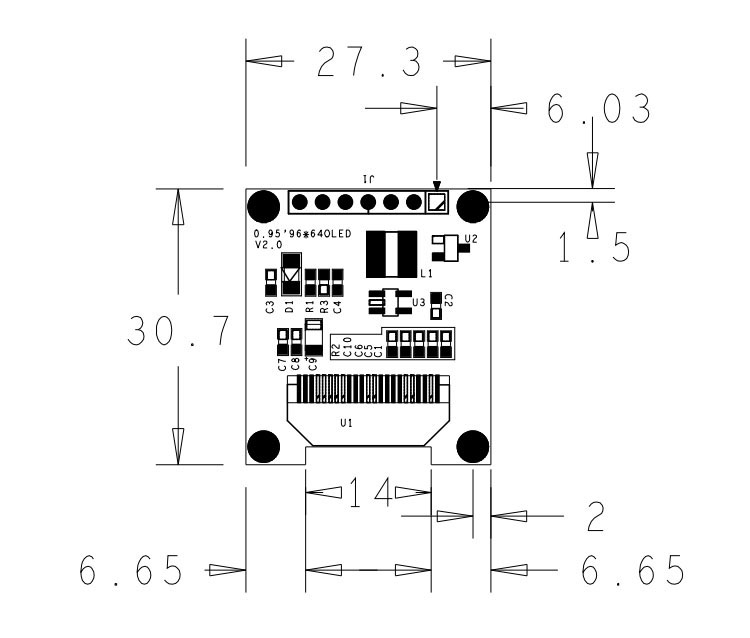 27.3
6.03
J1
0.95'96*64OLED
V2.0
U2
1.5
L1
C3
D1
R1
R3
C4
U3
C2
30.7
C7
C8
C9
+
R2
C10
C6
C5
C1
U1
14
2
6.65
6.65